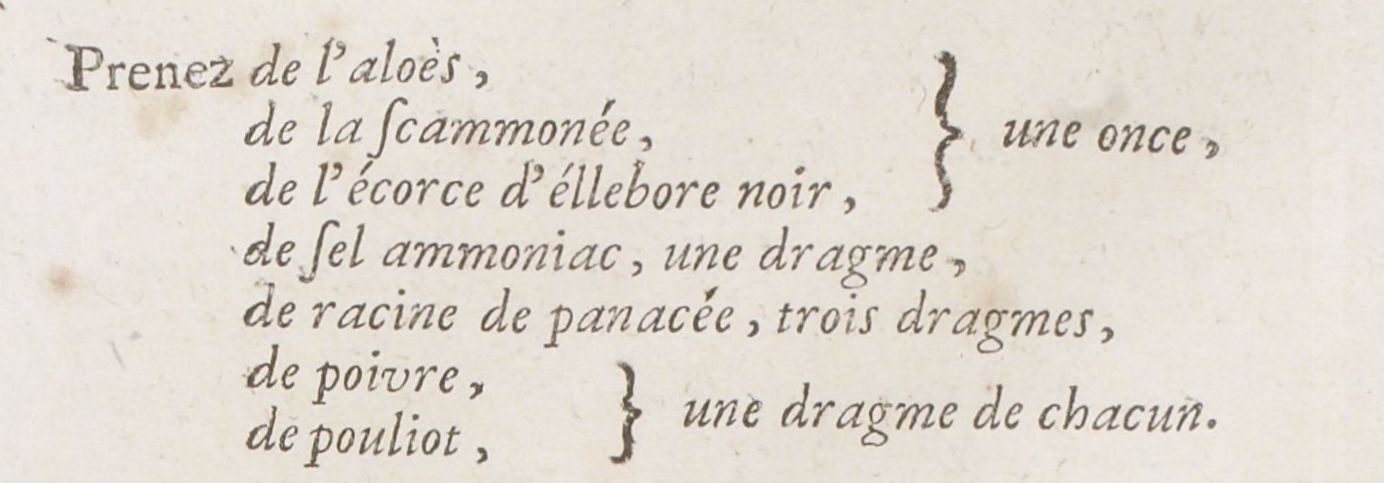 Prenez de l'aloès,
de la ſcammonée,
de l'écorce d'éllebore noir,
} une once,
de ſel ammoniac, une dragme,
de racine de panacée, trois dragmes,
de poivre,
de pouliot,
} une dragme de chacun.